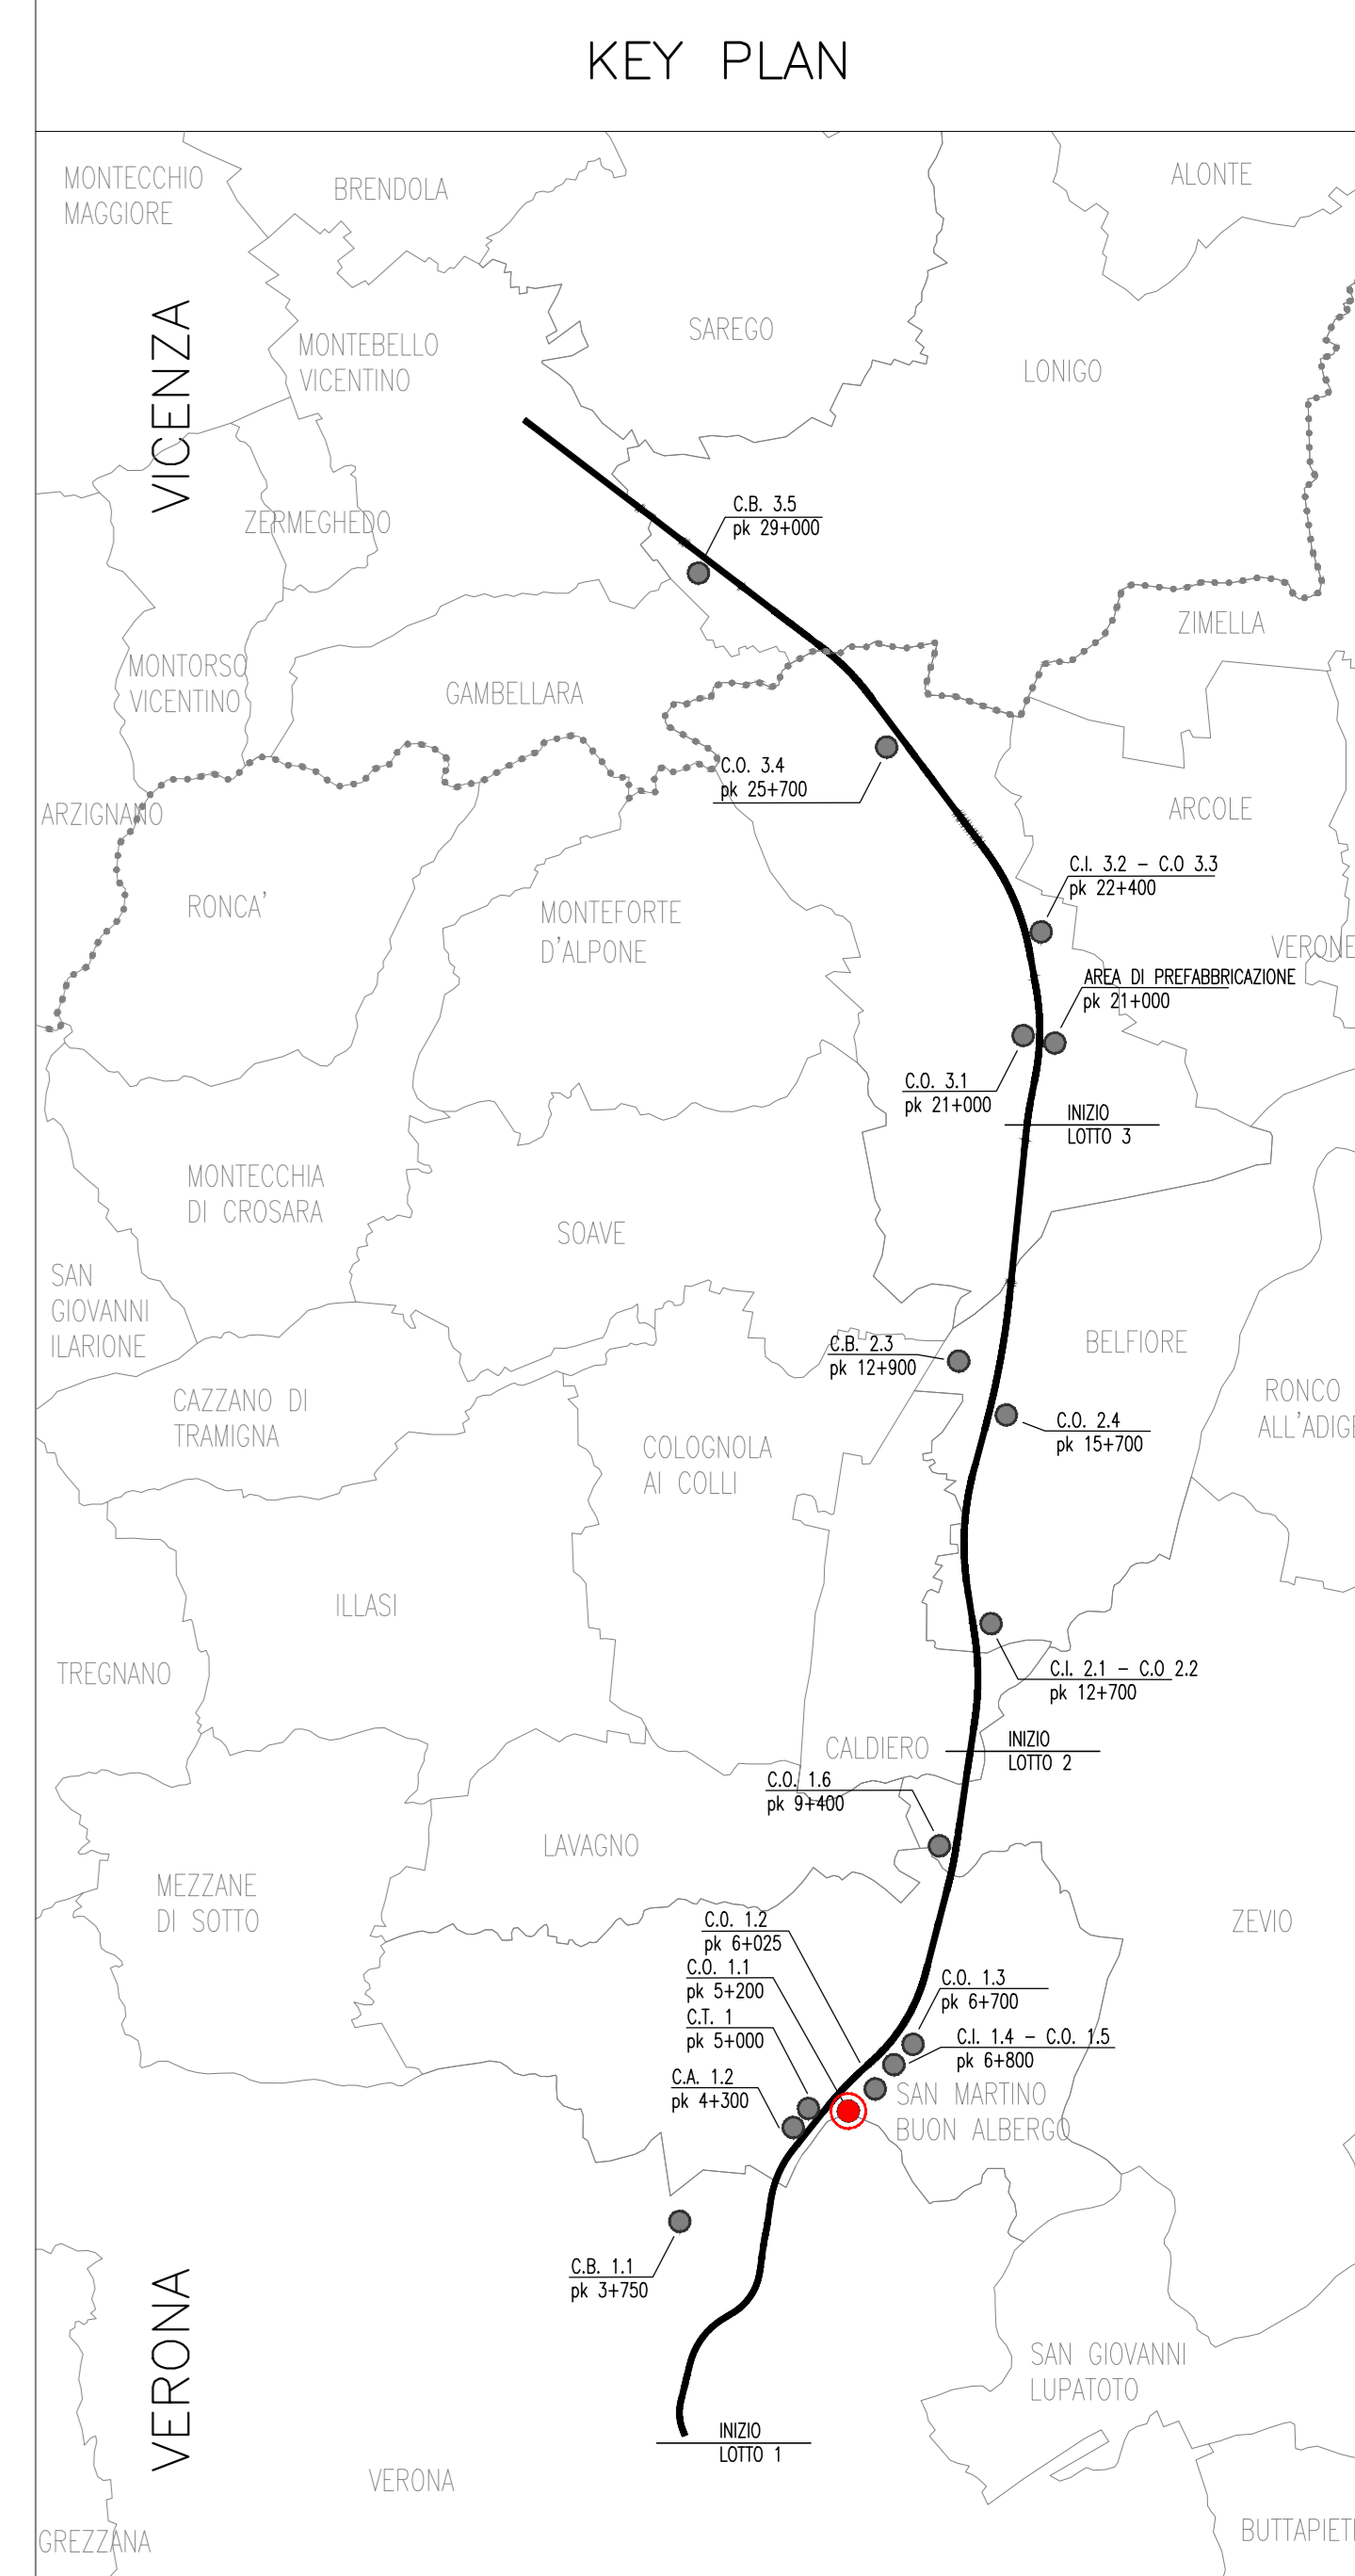 KEY PLAN
MONTECCHIO
MAGGIORE
BRENDOLA
ALONTE
VICENZA
MONTEBELLO
VICENTINO
SAREGO
LONIGO
C.B. 3.5
pk 29+000
ZERMEGHEDO
ZIMELLA
MONTORSO
VICENTINO
GAMBELLARA
C.O. 3.4
pk 25+700
ARZIGNANO
ARCOLE
C.I. 3.2 – C.O 3.3
pk 22+400
RONCA'
MONTEFORTE
D'ALPONE
VERONE
AREA DI PREFABBRICAZIONE
pk 21+000
C.O. 3.1
pk 21+000
INIZIO
LOTTO 3
MONTECCHIA
DI CROSARA
SOAVE
SAN
GIOVANNI
ILARIONE
C.B. 2.3
pk 12+900
BELFIORE
CAZZANO DI
TRAMIGNA
RONCO
ALL'ADIGE
C.O. 2.4
pk 15+700
COLOGNOLA
AI COLLI
ILLASI
TREGNANO
C.I. 2.1 – C.O 2.2
pk 12+700
CALDIERO
INIZIO
LOTTO 2
C.O. 1.6
pk 9+400
LAVAGNO
MEZZANE
DI SOTTO
ZEVIO
C.O. 1.2
pk 6+025
C.O. 1.1
pk 5+200
C.O. 1.3
pk 6+700
C.T. 1
pk 5+000
C.I. 1.4 – C.O. 1.5
pk 6+800
C.A. 1.2
pk 4+300
SAN MARTINO
BUON ALBERGO
C.B. 1.1
pk 3+750
VERONA
SAN GIOVANNI
LUPATOTO
INIZIO
LOTTO 1
VERONA
GREZZANA
BUTTAPIET